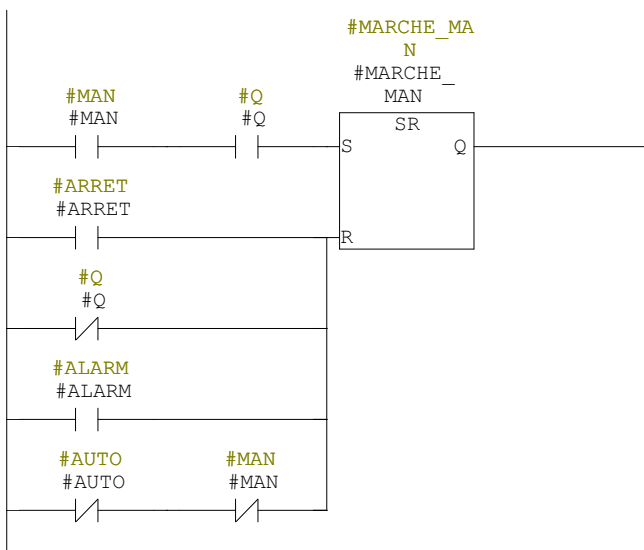 #MARCHE_MA
N
#MARCHE_
MAN
#MAN
#MAN
#Q
#Q
SR
S
Q
#ARRET
#ARRET
R
#Q
#Q
#ALARM
#ALARM
#AUTO
#AUTO
#MAN
#MAN